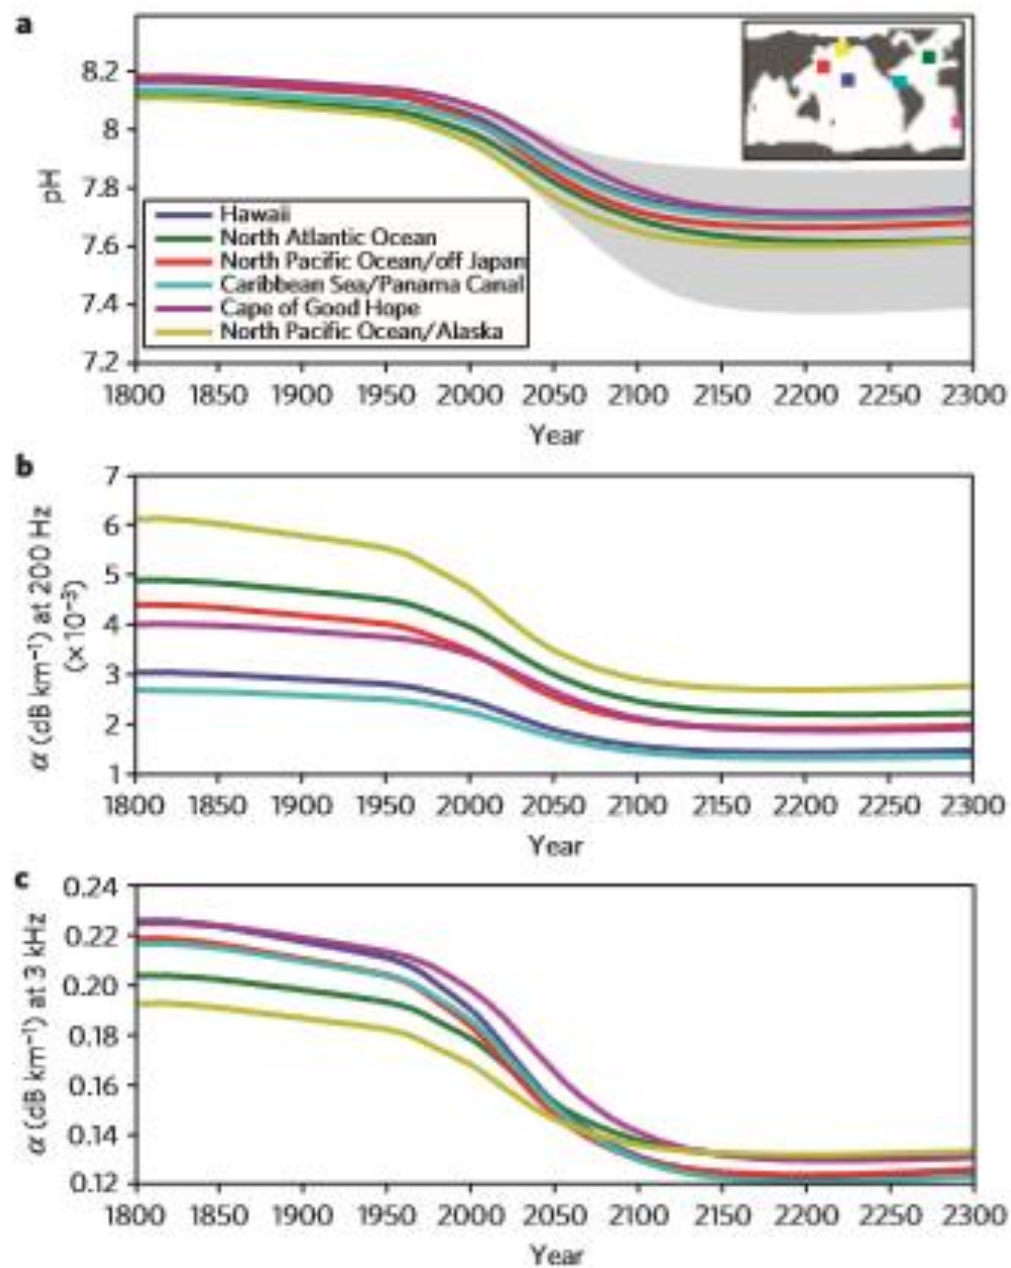 a
8.2
8
7.8
7.6
7.4
7.2
pH
Hawaii
North Atlantic Ocean
North Pacific Ocean/off Japan
Caribbean Sea/Panama Canal
Cape of Good Hope
North Pacific Ocean/Alaska
1800 1850 1900 1950 2000 2050 2100 2150 2200 2250 2300
Year
b
7
6
5
4
3
2
1
α (dB km⁻¹) at 200 Hz
(× 10⁻³)
1800 1850 1900 1950 2000 2050 2100 2150 2200 2250 2300
Year
c
0.24
0.22
0.20
0.18
0.16
0.14
0.12
α (dB km⁻¹) at 3 kHz
1800 1850 1900 1950 2000 2050 2100 2150 2200 2250 2300
Year